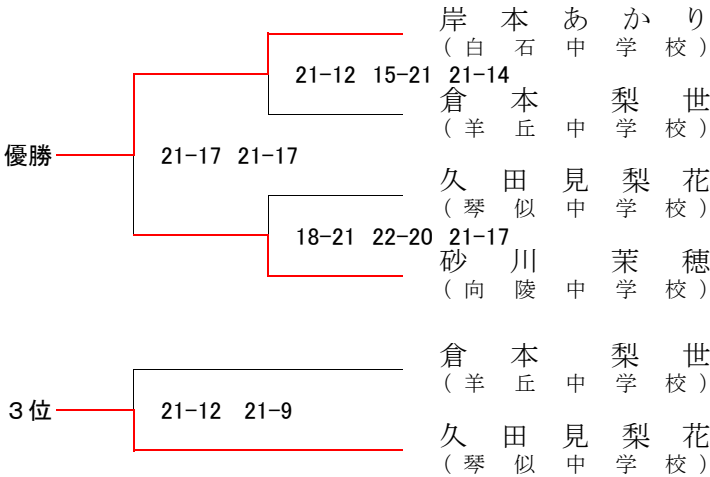 岸本あかり
(白石中学校)
21-12 15-21 21-14
倉本 梨世
(羊丘中学校)
優勝
21-17 21-17
久田見梨花
(琴似中学校)
18-21 22-20 21-17
砂川 茉穂
(向陵中学校)
倉本 梨世
(羊丘中学校)
3位
21-12 21-9
久田見梨花
(琴似中学校)